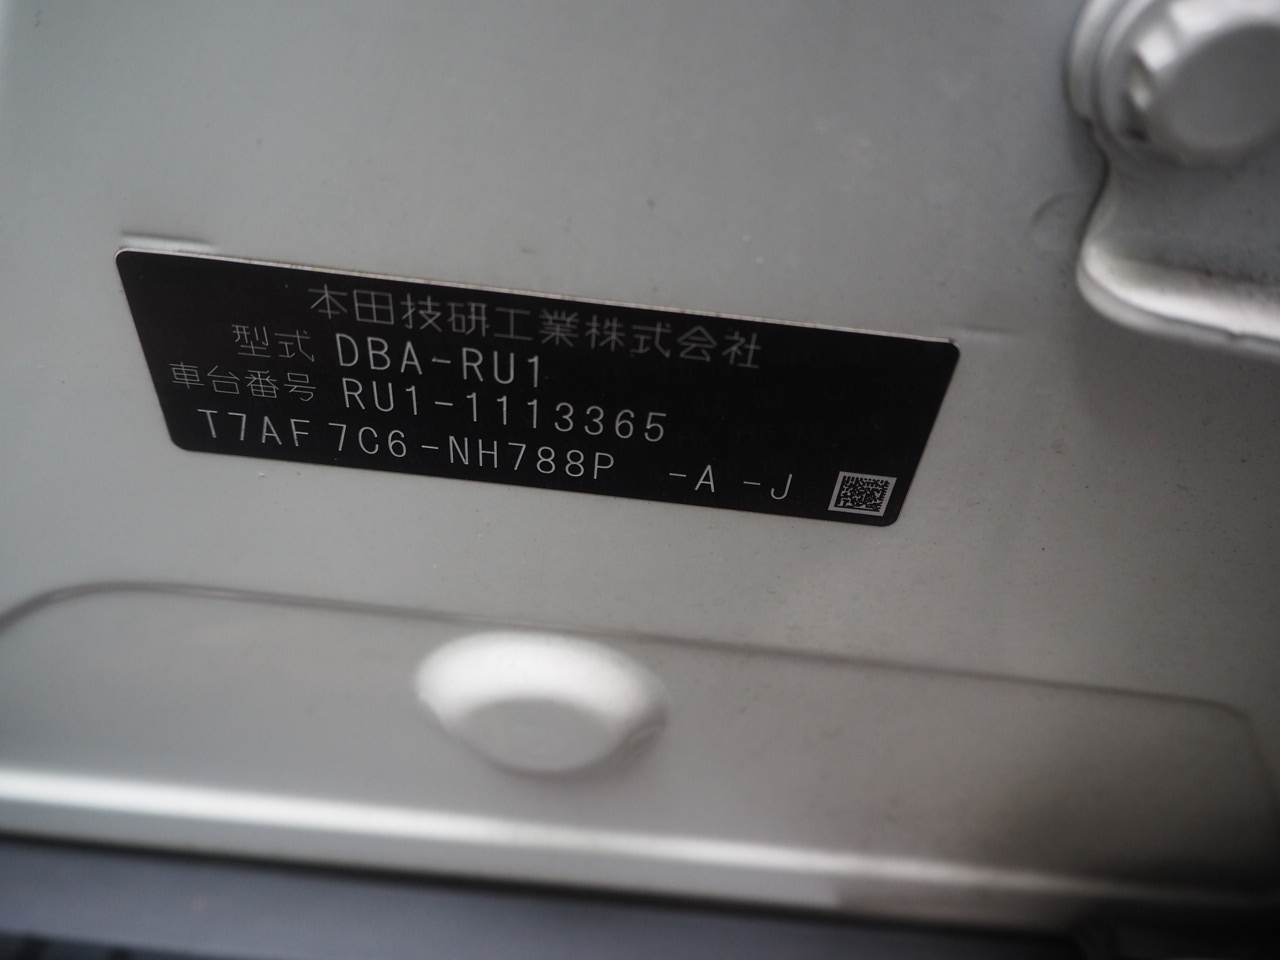 本田技研工業株式会社
型式 DBA-RU1
車台番号 RU1-1113365
T7AF7C6-NH788P -A -J